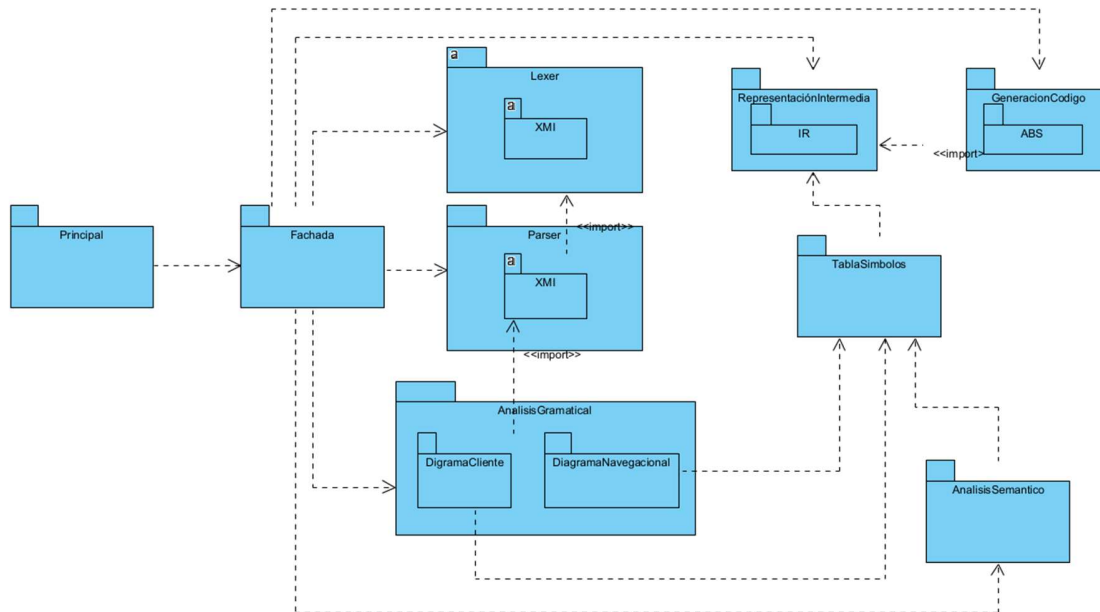 a
Lexer
a
XMI
RepresentaciónIntermedia
IR
GeneracionCodigo
ABS
<<import>
Principal
Fachada
<<import>>
Parser
a
XMI
TablaSimbolos
<<import>>
AnalisisGramatical
DigramaCliente
DiagramaNavegacional
AnalisisSemantico